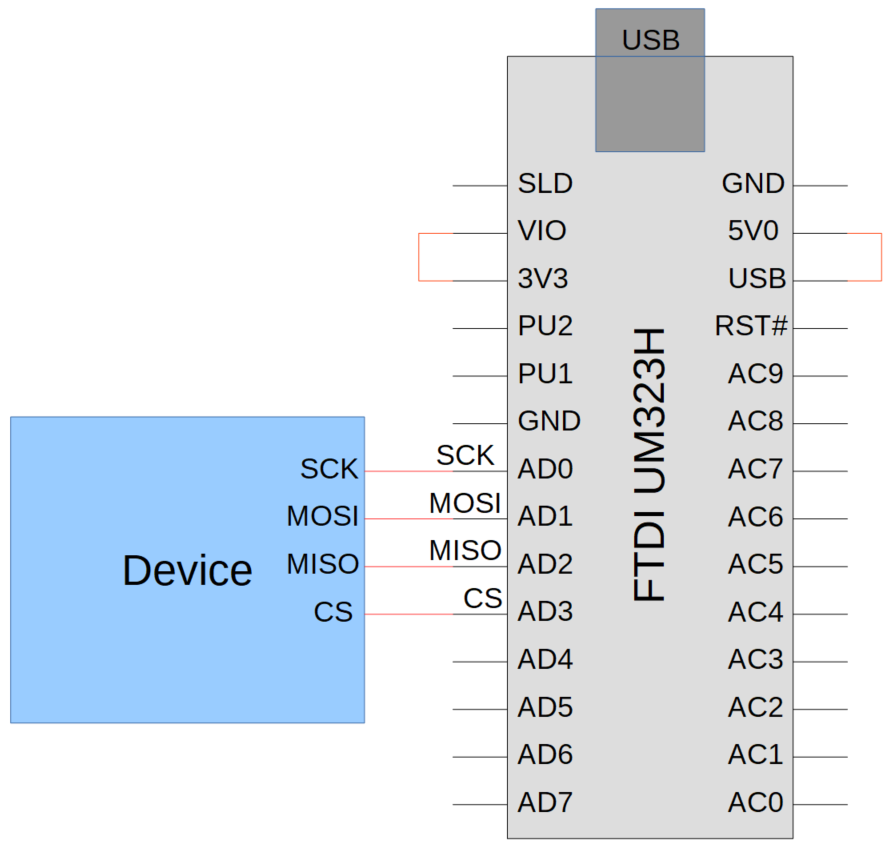 USB
SLD
GND
VIO
5V0
3V3
USB
PU2
RST#
PU1
AC9
GND
AC8
SCK
SCK
AD0
AC7
MOSI
MOSI
AD1
AC6
MISO
MISO
AD2
AC5
CS
CS
AD3
AC4
AD4
AC3
AD5
AC2
AD6
AC1
AD7
AC0
Device
FTDI UM323H